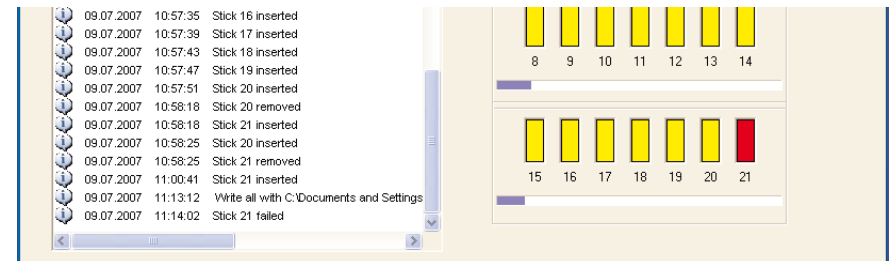 09.07.2007 10:57:35 Stick 16 inserted
09.07.2007 10:57:39 Stick 17 inserted
09.07.2007 10:57:43 Stick 18 inserted
09.07.2007 10:57:47 Stick 19 inserted
09.07.2007 10:57:51 Stick 20 inserted
09.07.2007 10:58:18 Stick 20 removed
09.07.2007 10:58:18 Stick 21 inserted
09.07.2007 10:58:25 Stick 20 inserted
09.07.2007 10:58:25 Stick 21 removed
09.07.2007 11:00:41 Stick 21 inserted
09.07.2007 11:13:12 Write all with C:\Documents and Settings
09.07.2007 11:14:02 Stick 21 failed
8 9 10 11 12 13 14
15 16 17 18 19 20 21